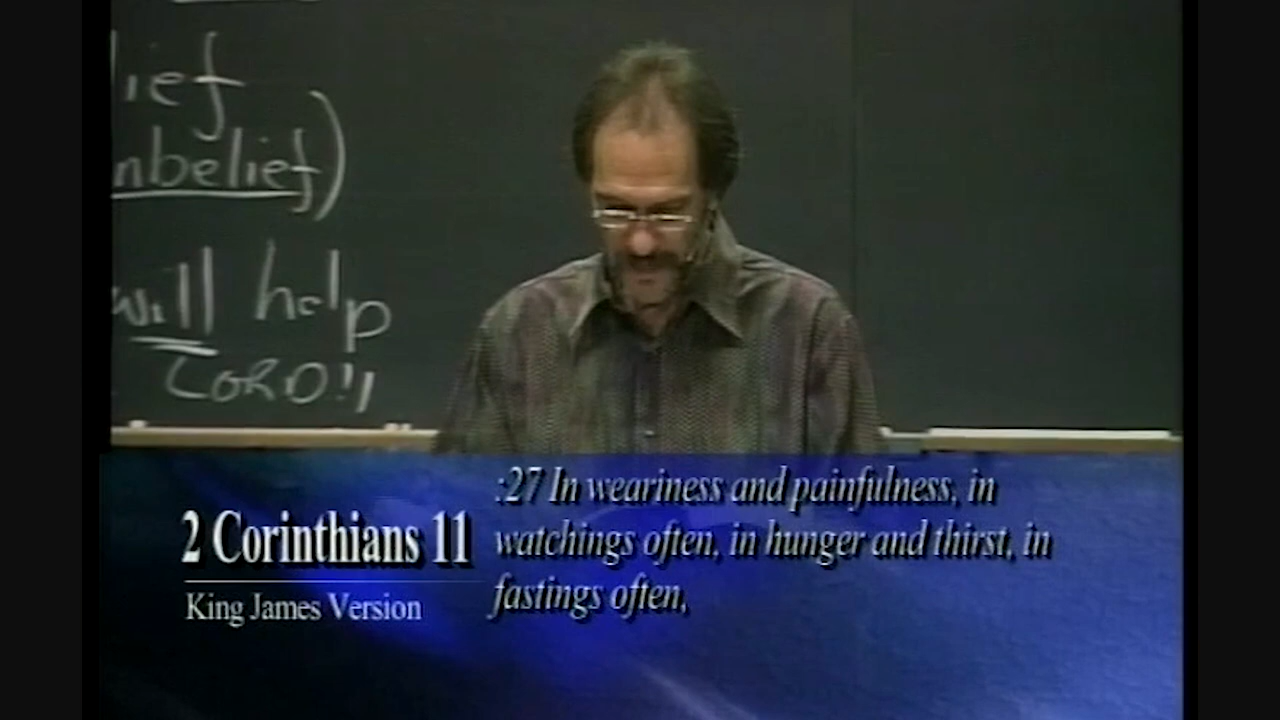 lief
nbelief)
will help
LORD!!
2 Corinthians 11
King James Version
:27 In weariness and painfulness, in
watchings often, in hunger and thirst, in
fastings often,